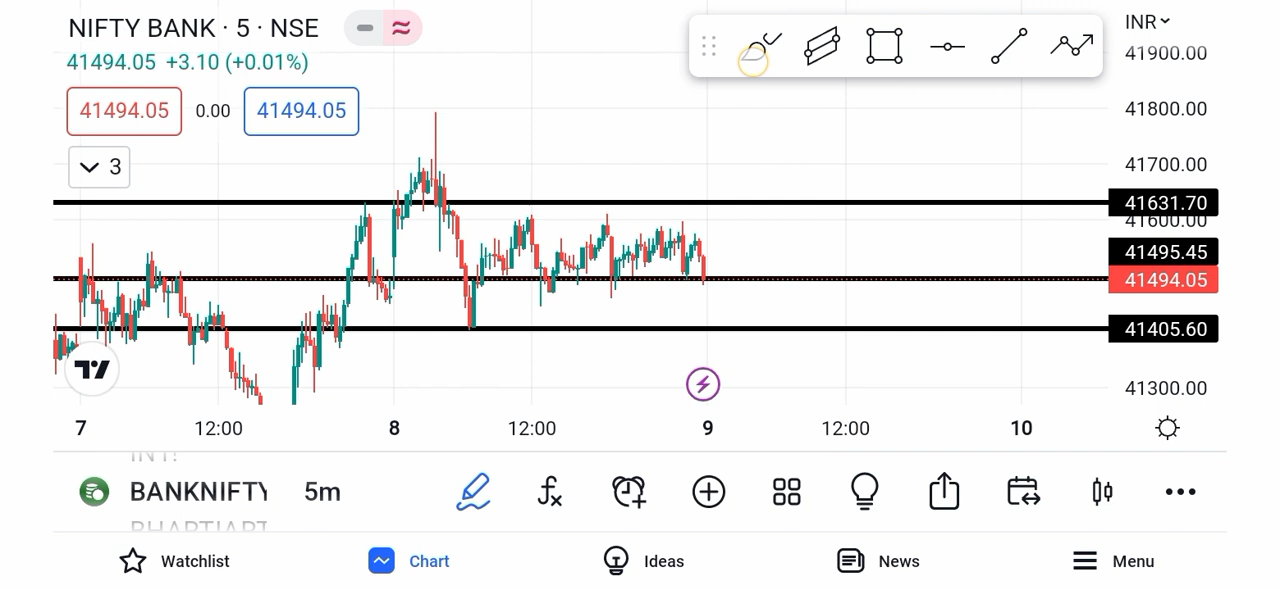 NIFTY BANK · 5 · NSE
INR
41494.05 +3.10 (+0.01%)
41900.00
41494.05 0.00 41494.05
41800.00
3
41700.00
41631.70
41600.00
41495.45
41494.05
41405.60
41300.00
7 12:00 8 12:00 9 12:00 10
BANKNIFTY 5m
Watchlist Chart Ideas News Menu